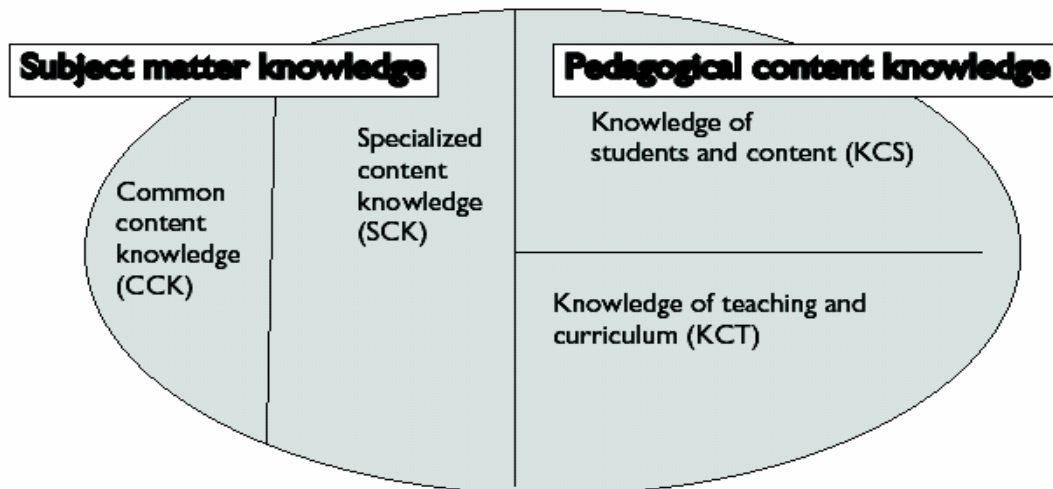 Subject matter knowledge
Pedagogical content knowledge
Common
content
knowledge
(CCK)
Specialized
content
knowledge
(SCK)
Knowledge of
students and content (KCS)
Knowledge of teaching and
curriculum (KCT)